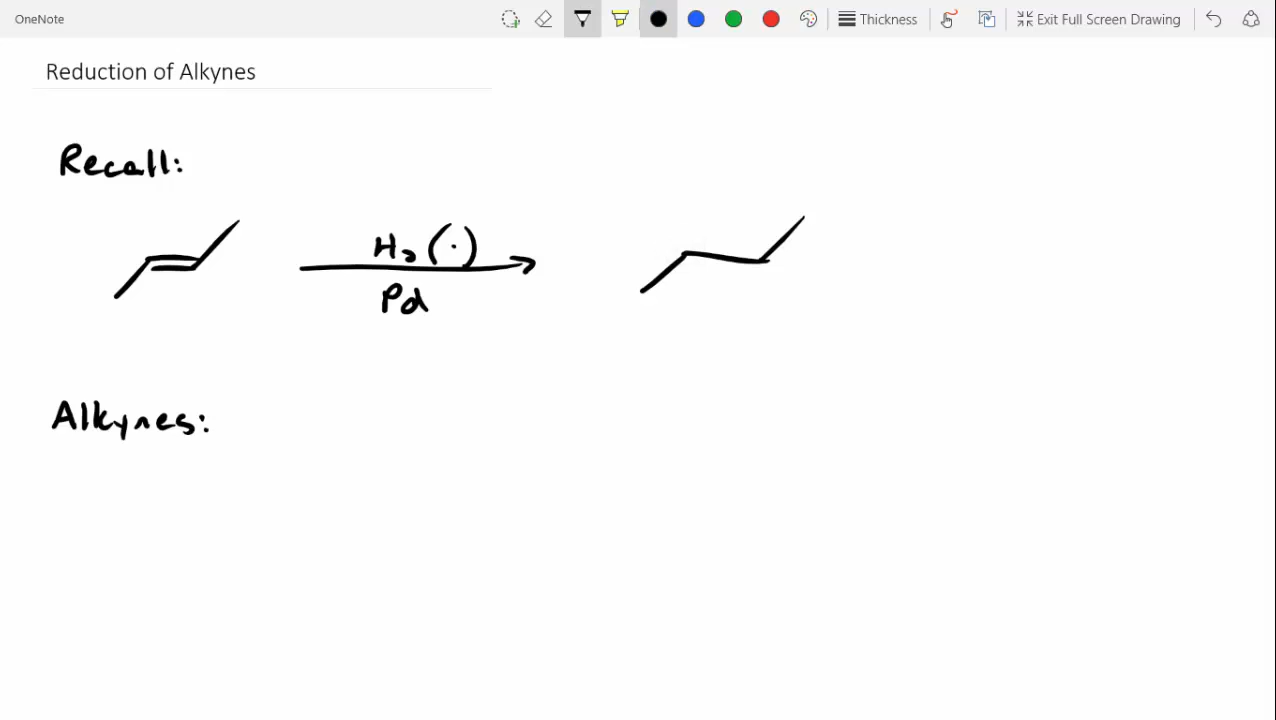 OneNote
Thickness
Exit Full Screen Drawing
Reduction of Alkynes
Recall:
H₂ (·)
Pd
Alkynes: